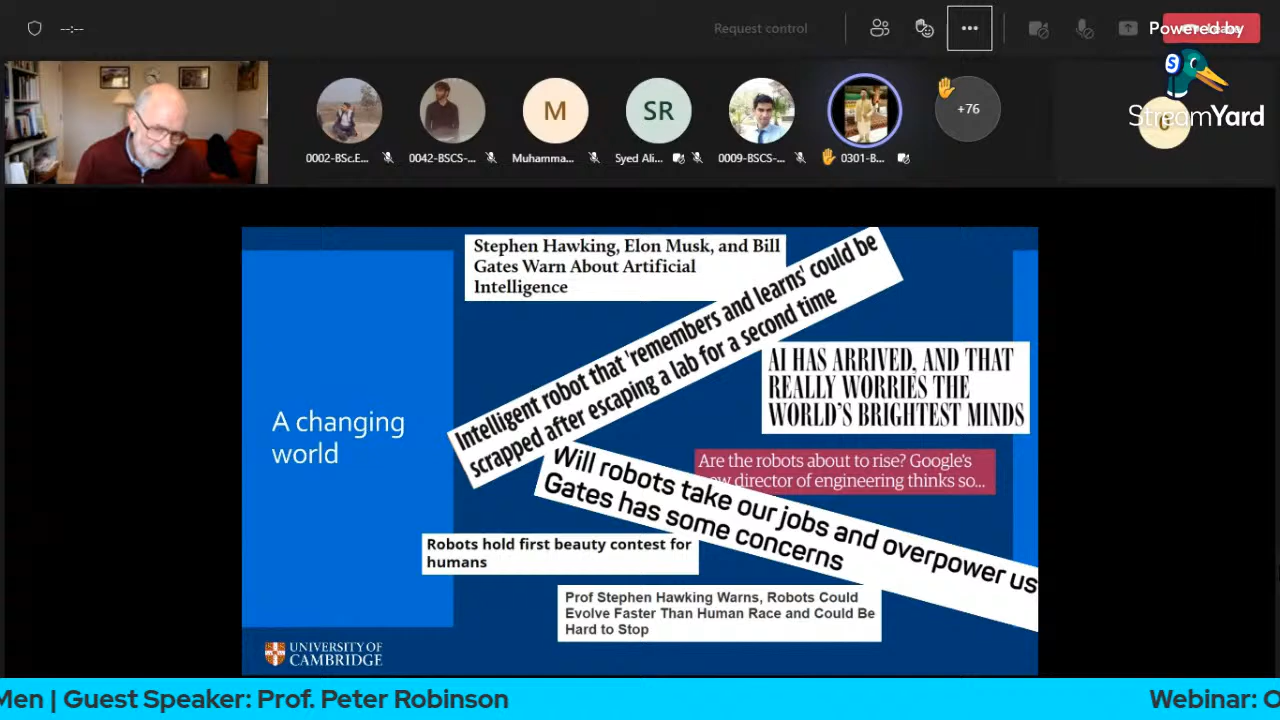 --:--
Request control
Powered by
StreamYard
M
SR
+76
0002-BSc.E...
0042-BSCS-...
Muhamma...
Syed Ali...
0009-BSCS-...
0301-B...
Stephen Hawking, Elon Musk, and Bill
Gates Warn About Artificial
Intelligence
Intelligent robot that 'remembers and learns' could be
scrapped after escaping a lab for a second time
AI HAS ARRIVED, AND THAT
REALLY WORRIES THE
WORLD'S BRIGHTEST MINDS
A changing
world
Are the robots about to rise? Google's
director of engineering thinks so...
Will robots take our jobs and overpower us
Gates has some concerns
Robots hold first beauty contest for
humans
Prof Stephen Hawking Warns, Robots Could
Evolve Faster Than Human Race and Could Be
Hard to Stop
UNIVERSITY OF
CAMBRIDGE
Men | Guest Speaker: Prof. Peter Robinson
Webinar: O